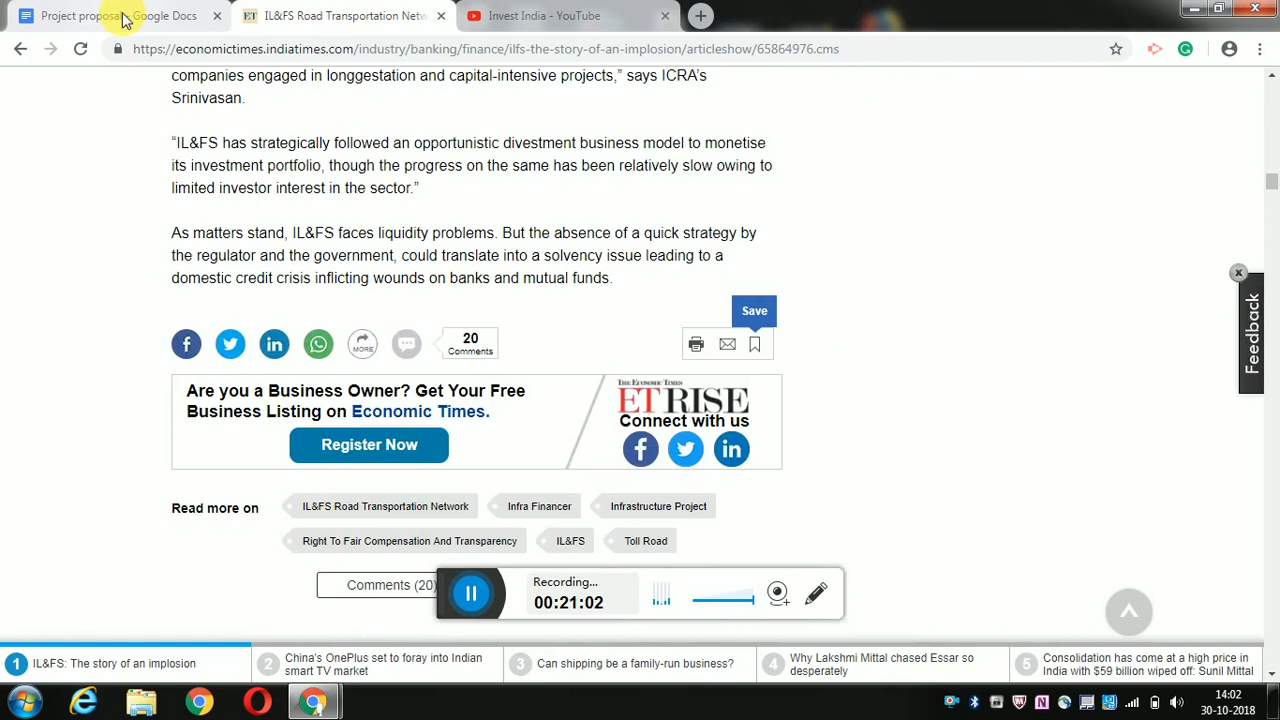 Project proposal - Google Docs
IL&FS Road Transportation Netw
Invest India - YouTube
https://economictimes.indiatimes.com/industry/banking/finance/ilfs-the-story-of-an-implosion/articleshow/65864976.cms
companies engaged in longgestation and capital-intensive projects,” says ICRA’s
Srinivasan.
“IL&FS has strategically followed an opportunistic divestment business model to monetise
its investment portfolio, though the progress on the same has been relatively slow owing to
limited investor interest in the sector.”
As matters stand, IL&FS faces liquidity problems. But the absence of a quick strategy by
the regulator and the government, could translate into a solvency issue leading to a
domestic credit crisis inflicting wounds on banks and mutual funds.
Feedback
Save
MORE
20
Comments
Are you a Business Owner? Get Your Free
Business Listing on Economic Times.
Register Now
THE ECONOMIC TIMES
ET RISE
Connect with us
Read more on
IL&FS Road Transportation Network
Infra Financer
Infrastructure Project
Right To Fair Compensation And Transparency
IL&FS
Toll Road
Comments (20)
Recording...
00:21:02
1 IL&FS: The story of an implosion
2 China's OnePlus set to foray into Indian
smart TV market
3 Can shipping be a family-run business?
4 Why Lakshmi Mittal chased Essar so
desperately
5 Consolidation has come at a high price in
India with $59 billion wiped off: Sunil Mittal
14:02
30-10-2018